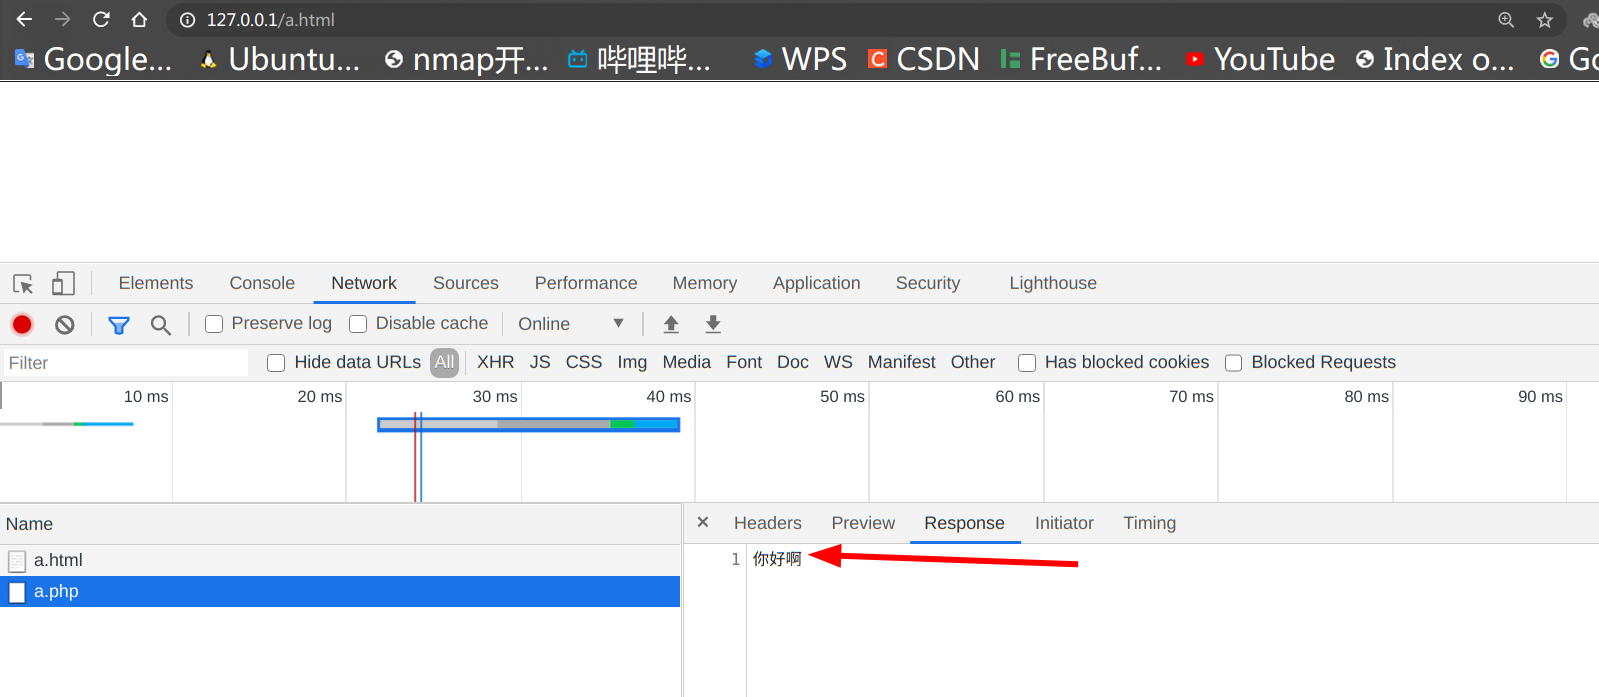 127.0.0.1/a.html
Google... Ubuntu... nmap开... 哔哩哔... WPS CSDN FreeBuf... YouTube Index o... Go
Elements Console Network Sources Performance Memory Application Security Lighthouse
Preserve log Disable cache Online
Filter Hide data URLs All XHR JS CSS Img Media Font Doc WS Manifest Other Has blocked cookies Blocked Requests
10 ms 20 ms 30 ms 40 ms 50 ms 60 ms 70 ms 80 ms 90 ms
Name Headers Preview Response Initiator Timing
a.html 1 你好啊
a.php